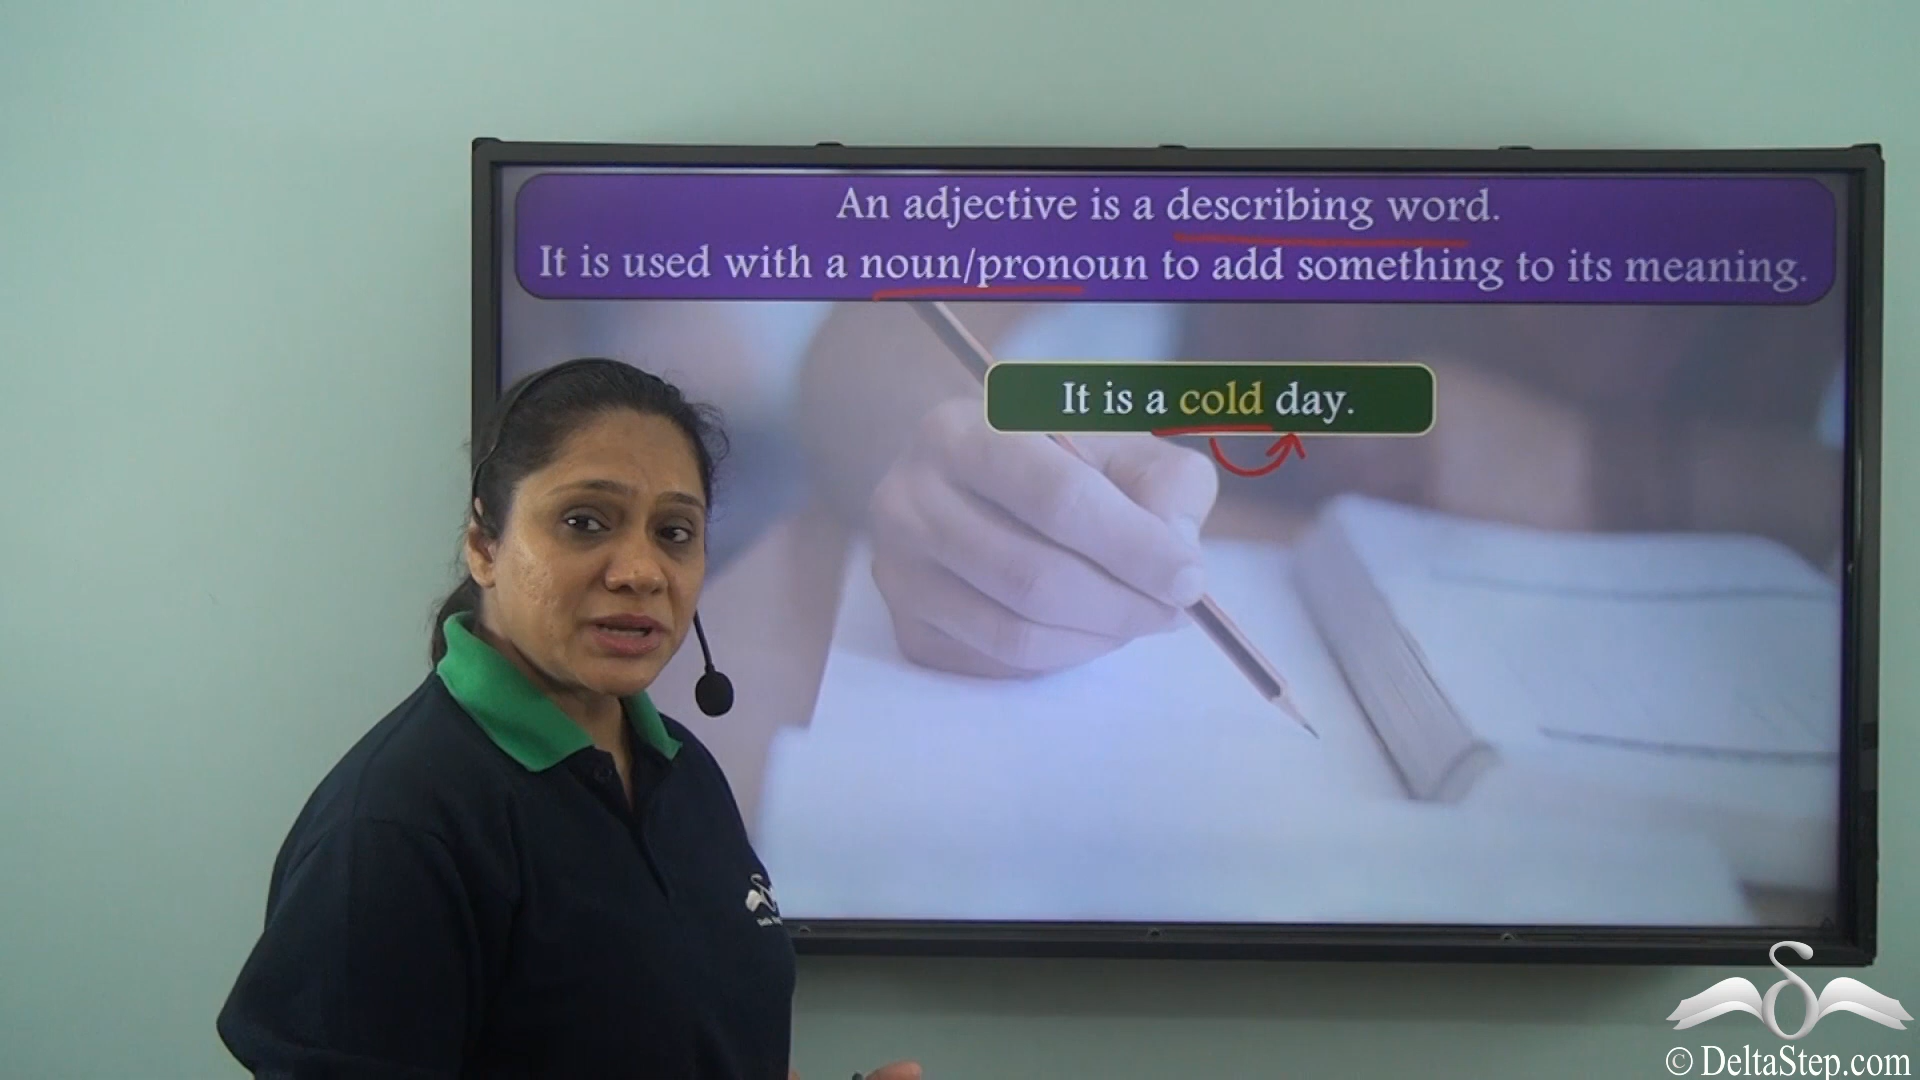 An adjective is a describing word.
It is used with a noun/pronoun to add something to its meaning.
It is a cold day.
© DeltaStep.com